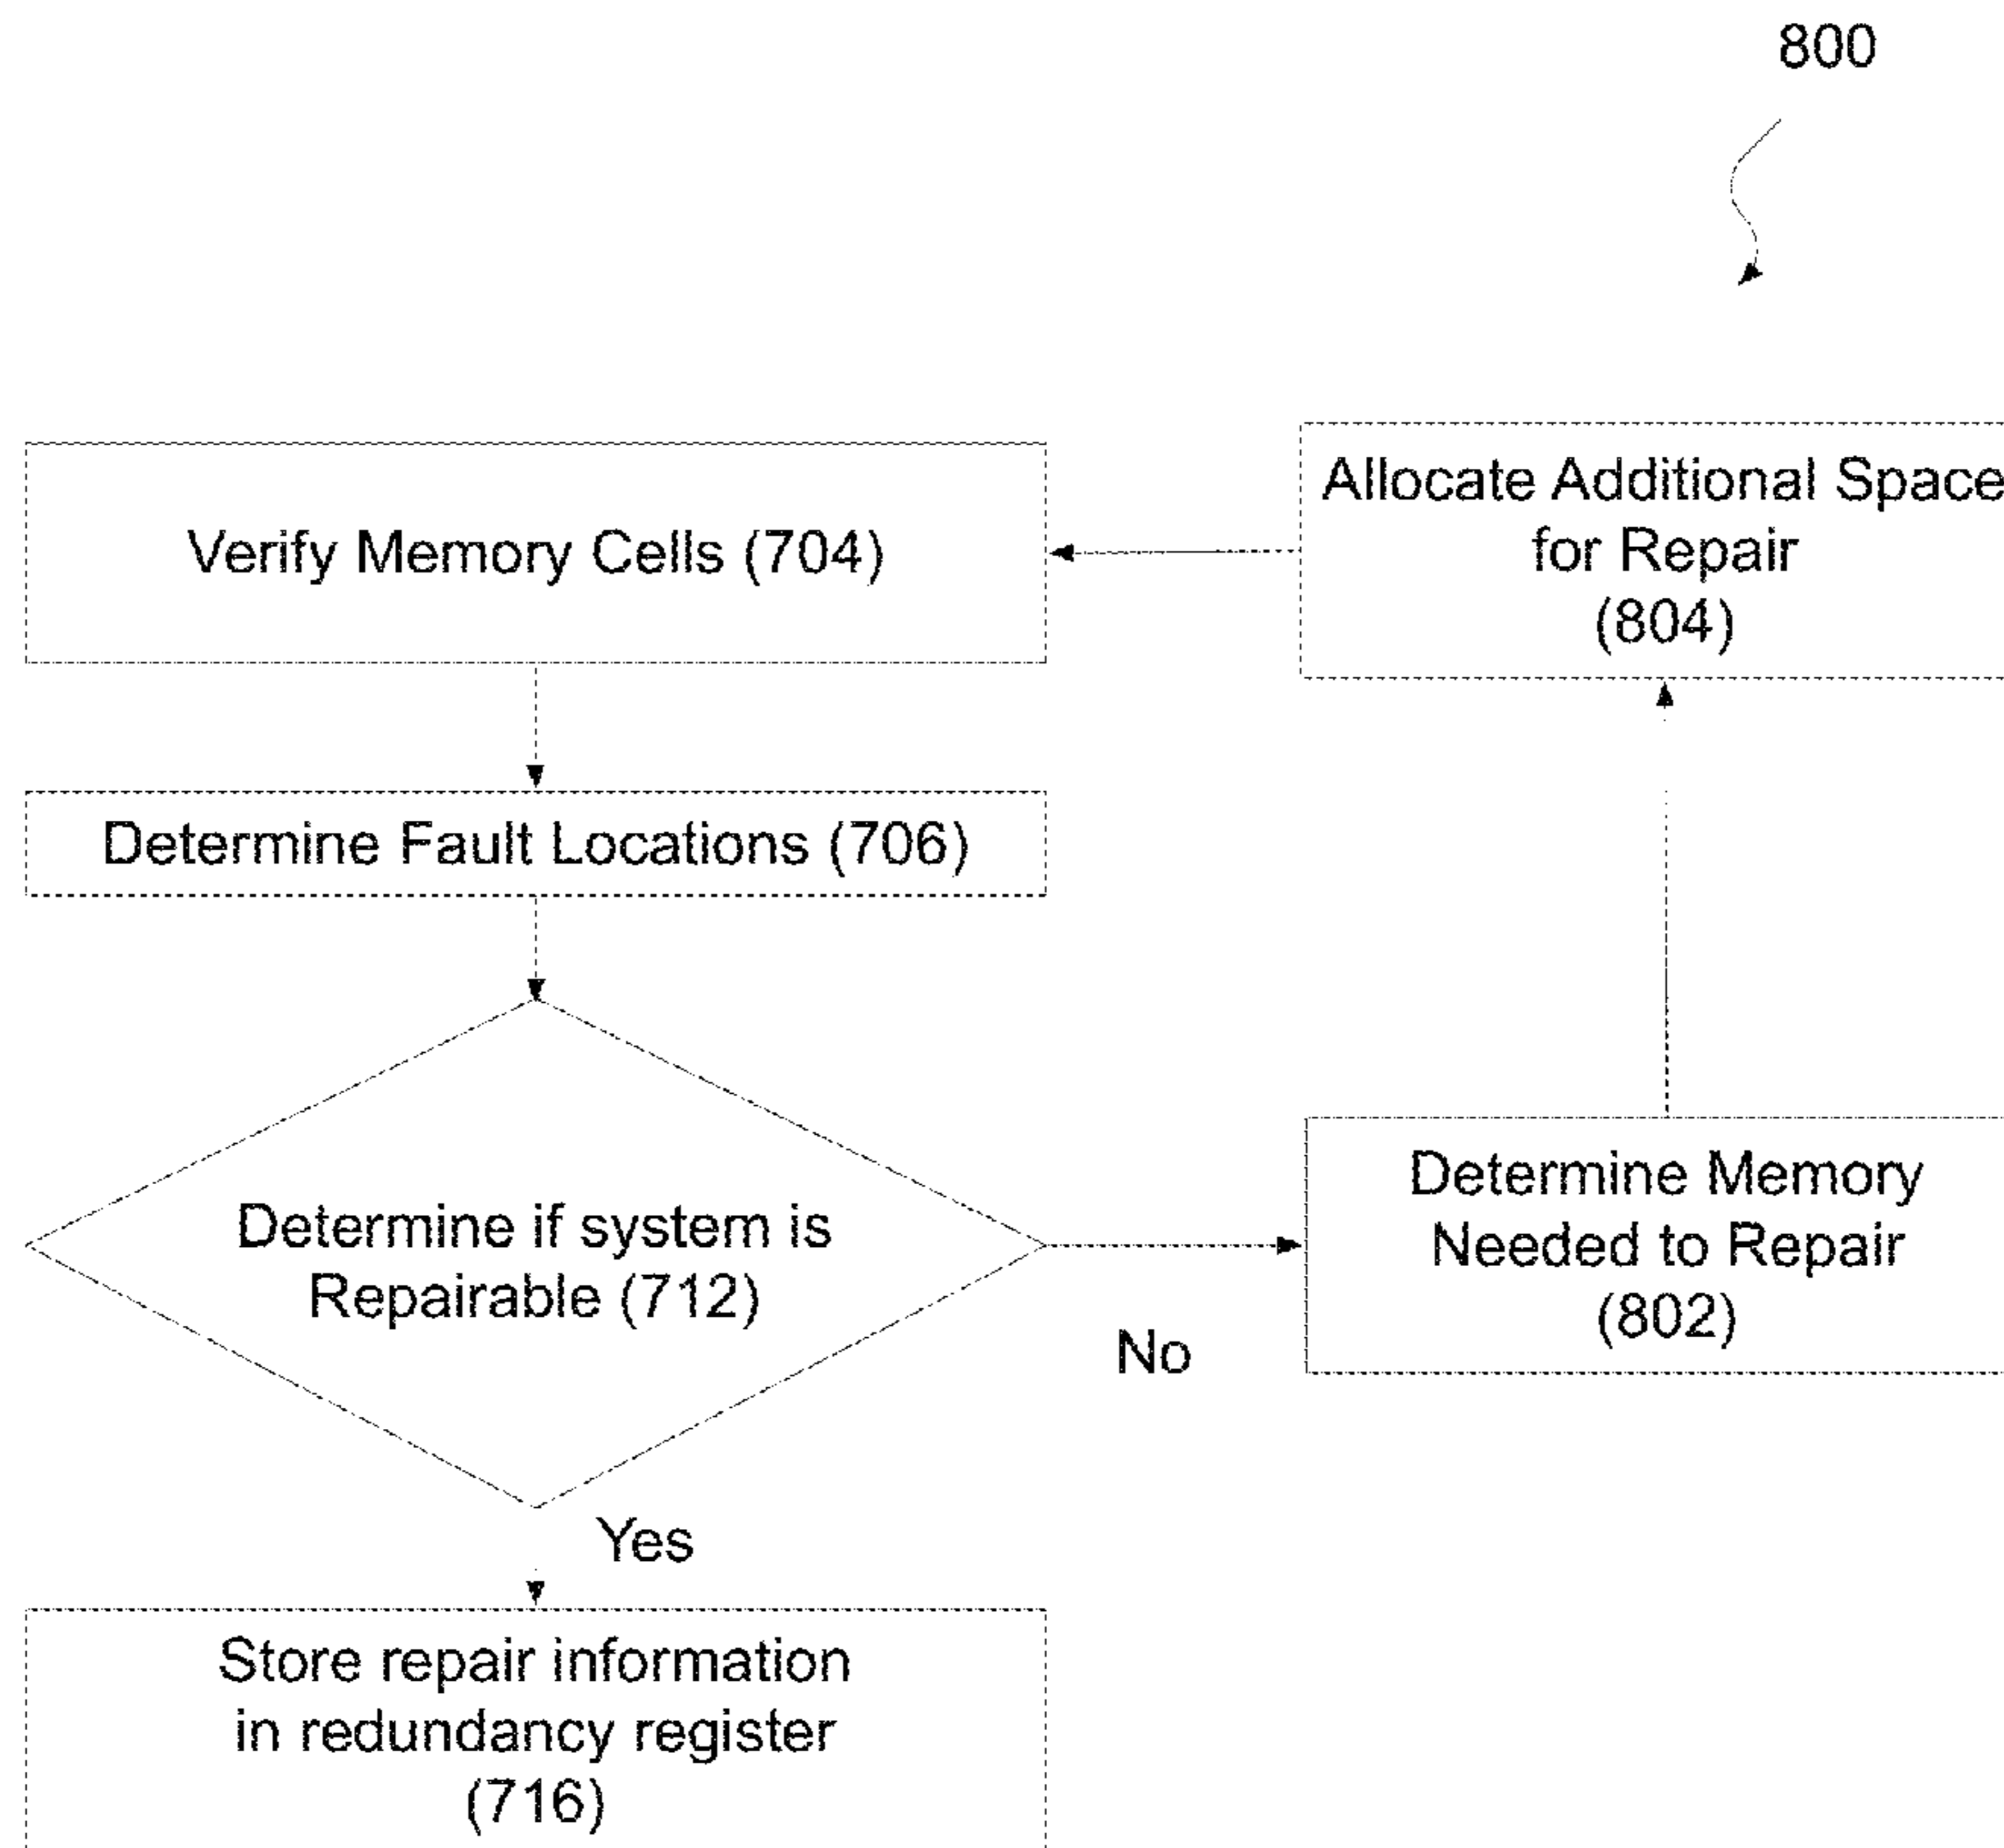 800
Verify Memory Cells (704)
Allocate Additional Space
for Repair
(804)
Determine Fault Locations (706)
Determine if system is
Repairable (712)
No
Determine Memory
Needed to Repair
(802)
Yes
Store repair information
in redundancy register
(716)